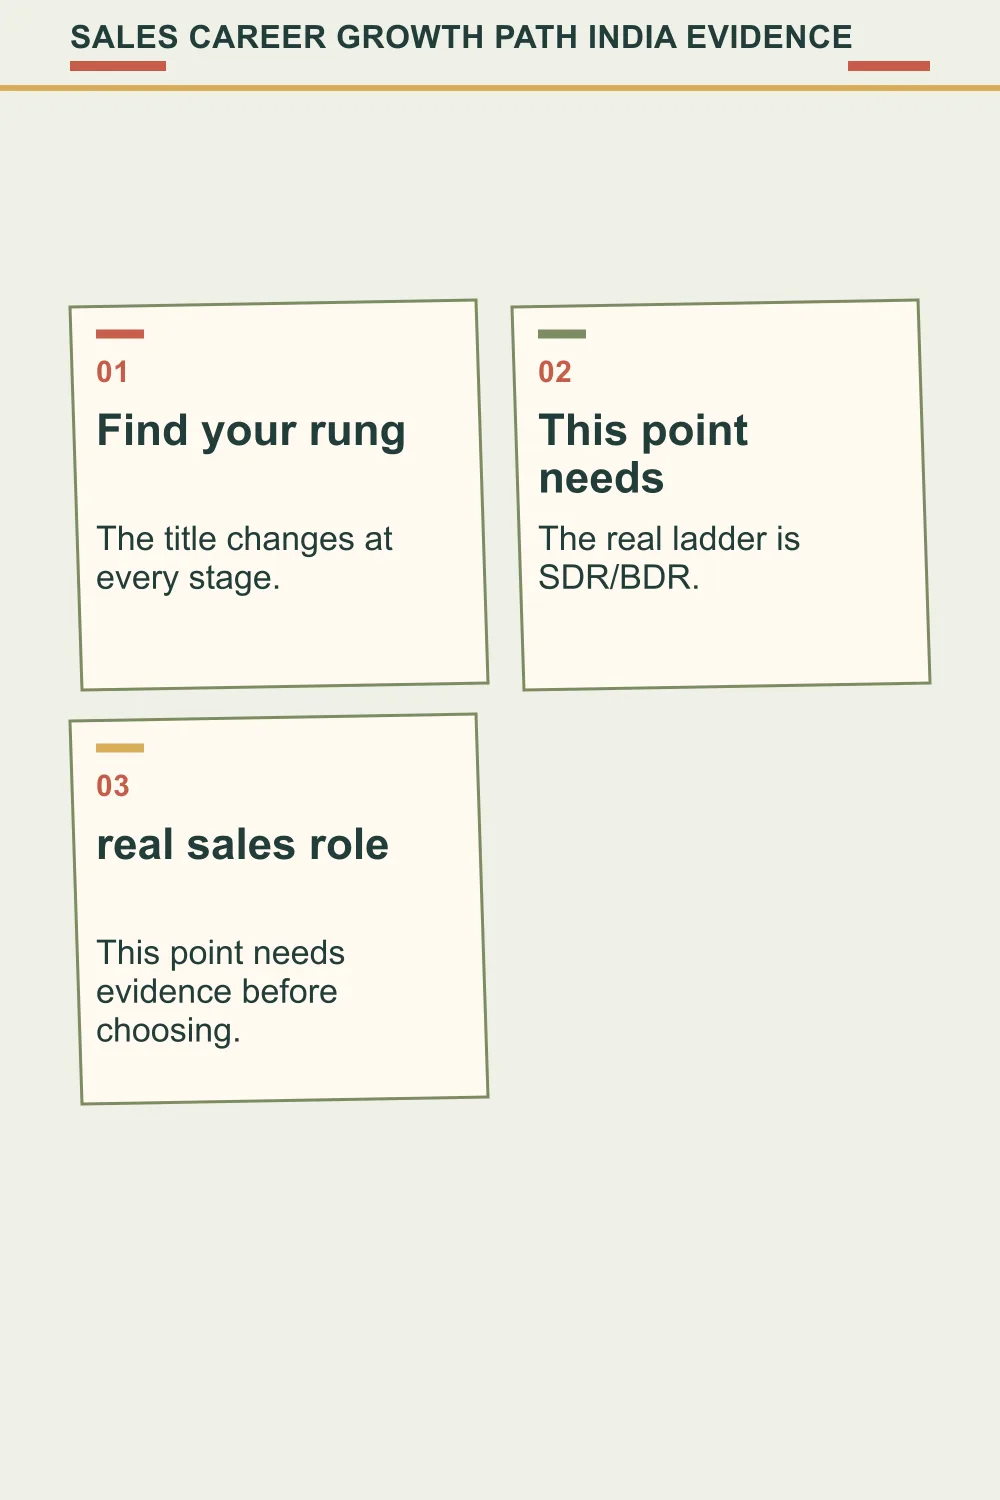 SALES CAREER GROWTH PATH INDIA EVIDENCE
01
Find your rung
The title changes at
every stage.
02
This point
needs
The real ladder is
SDR/BDR.
03
real sales role
This point needs
evidence before
choosing.